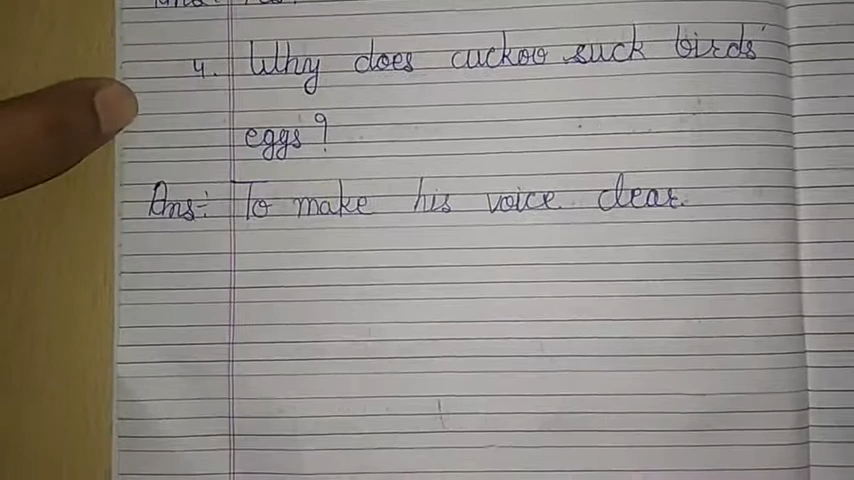 4. Why does cuckoo suck birds'
eggs?
Ans:- To make his voice clear.